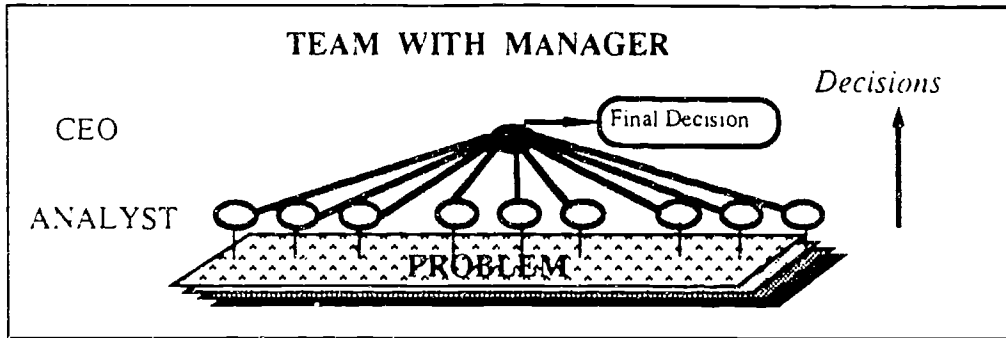 TEAM WITH MANAGER
Decisions
Final Decision
CEO
ANALYST
PROBLEM